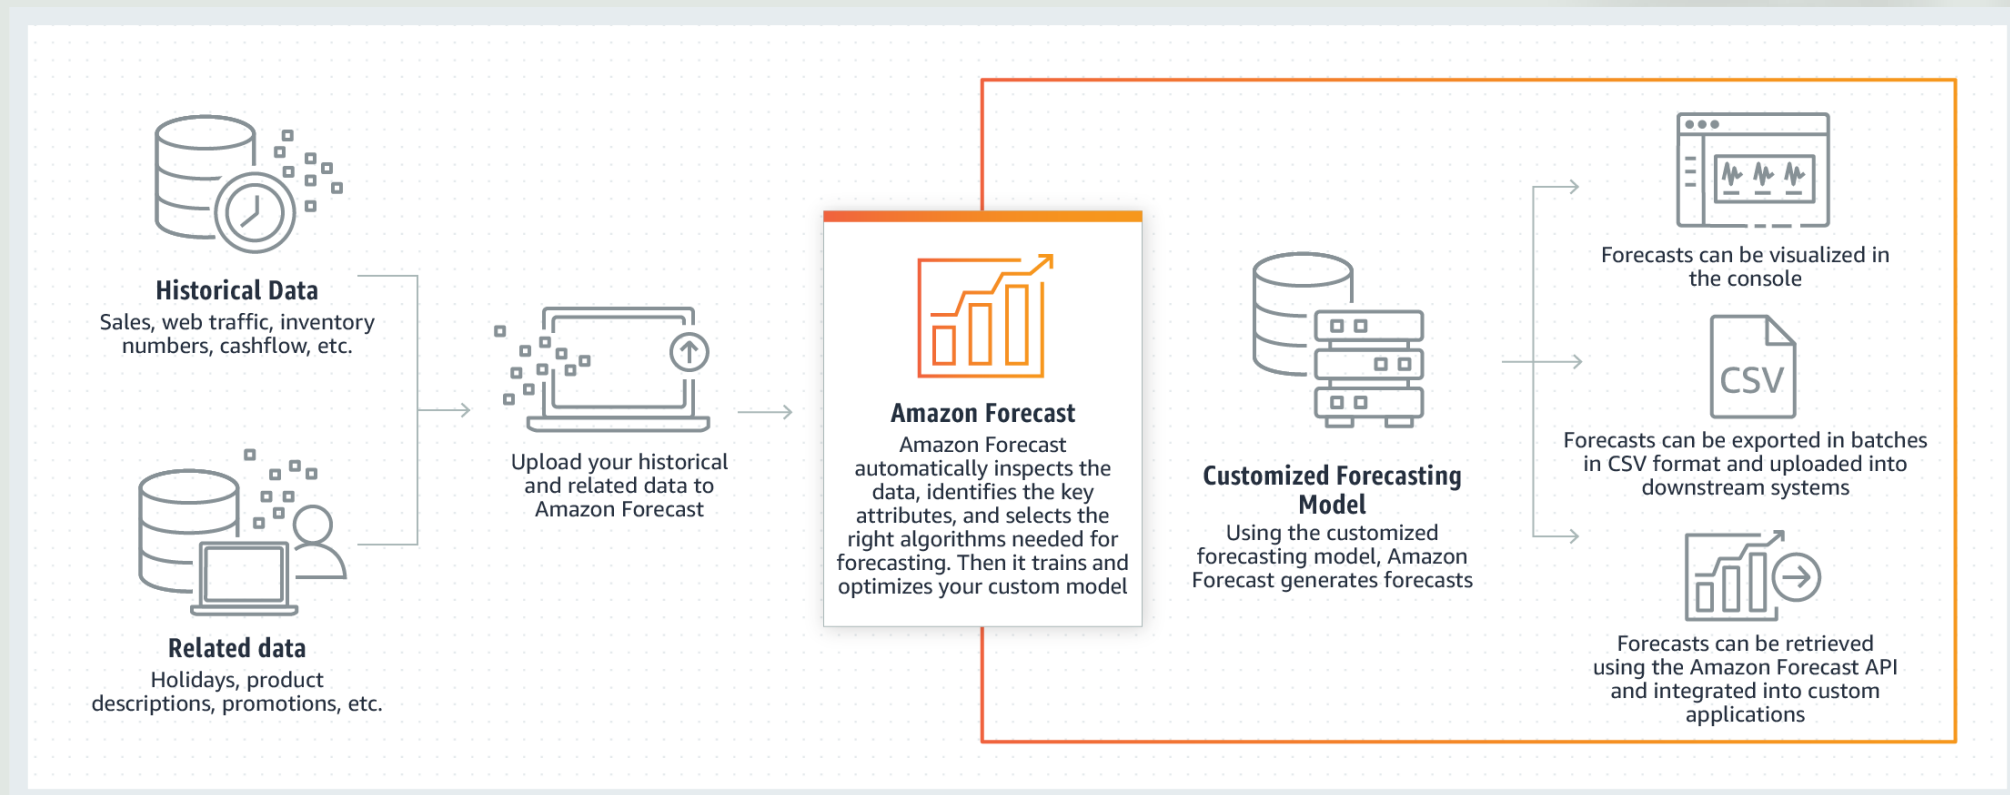 Historical Data
Sales, web traffic, inventory
numbers, cashflow, etc.
Related data
Holidays, product
descriptions, promotions, etc.
Upload your historical
and related data to
Amazon Forecast
Amazon Forecast
Amazon Forecast
automatically inspects the
data, identifies the key
attributes, and selects the
right algorithms needed for
forecasting. Then it trains and
optimizes your custom model
Customized Forecasting
Model
Using the customized
forecasting model, Amazon
Forecast generates forecasts
Forecasts can be visualized in
the console
CSV
Forecasts can be exported in batches
in CSV format and uploaded into
downstream systems
Forecasts can be retrieved
using the Amazon Forecast API
and integrated into custom
applications